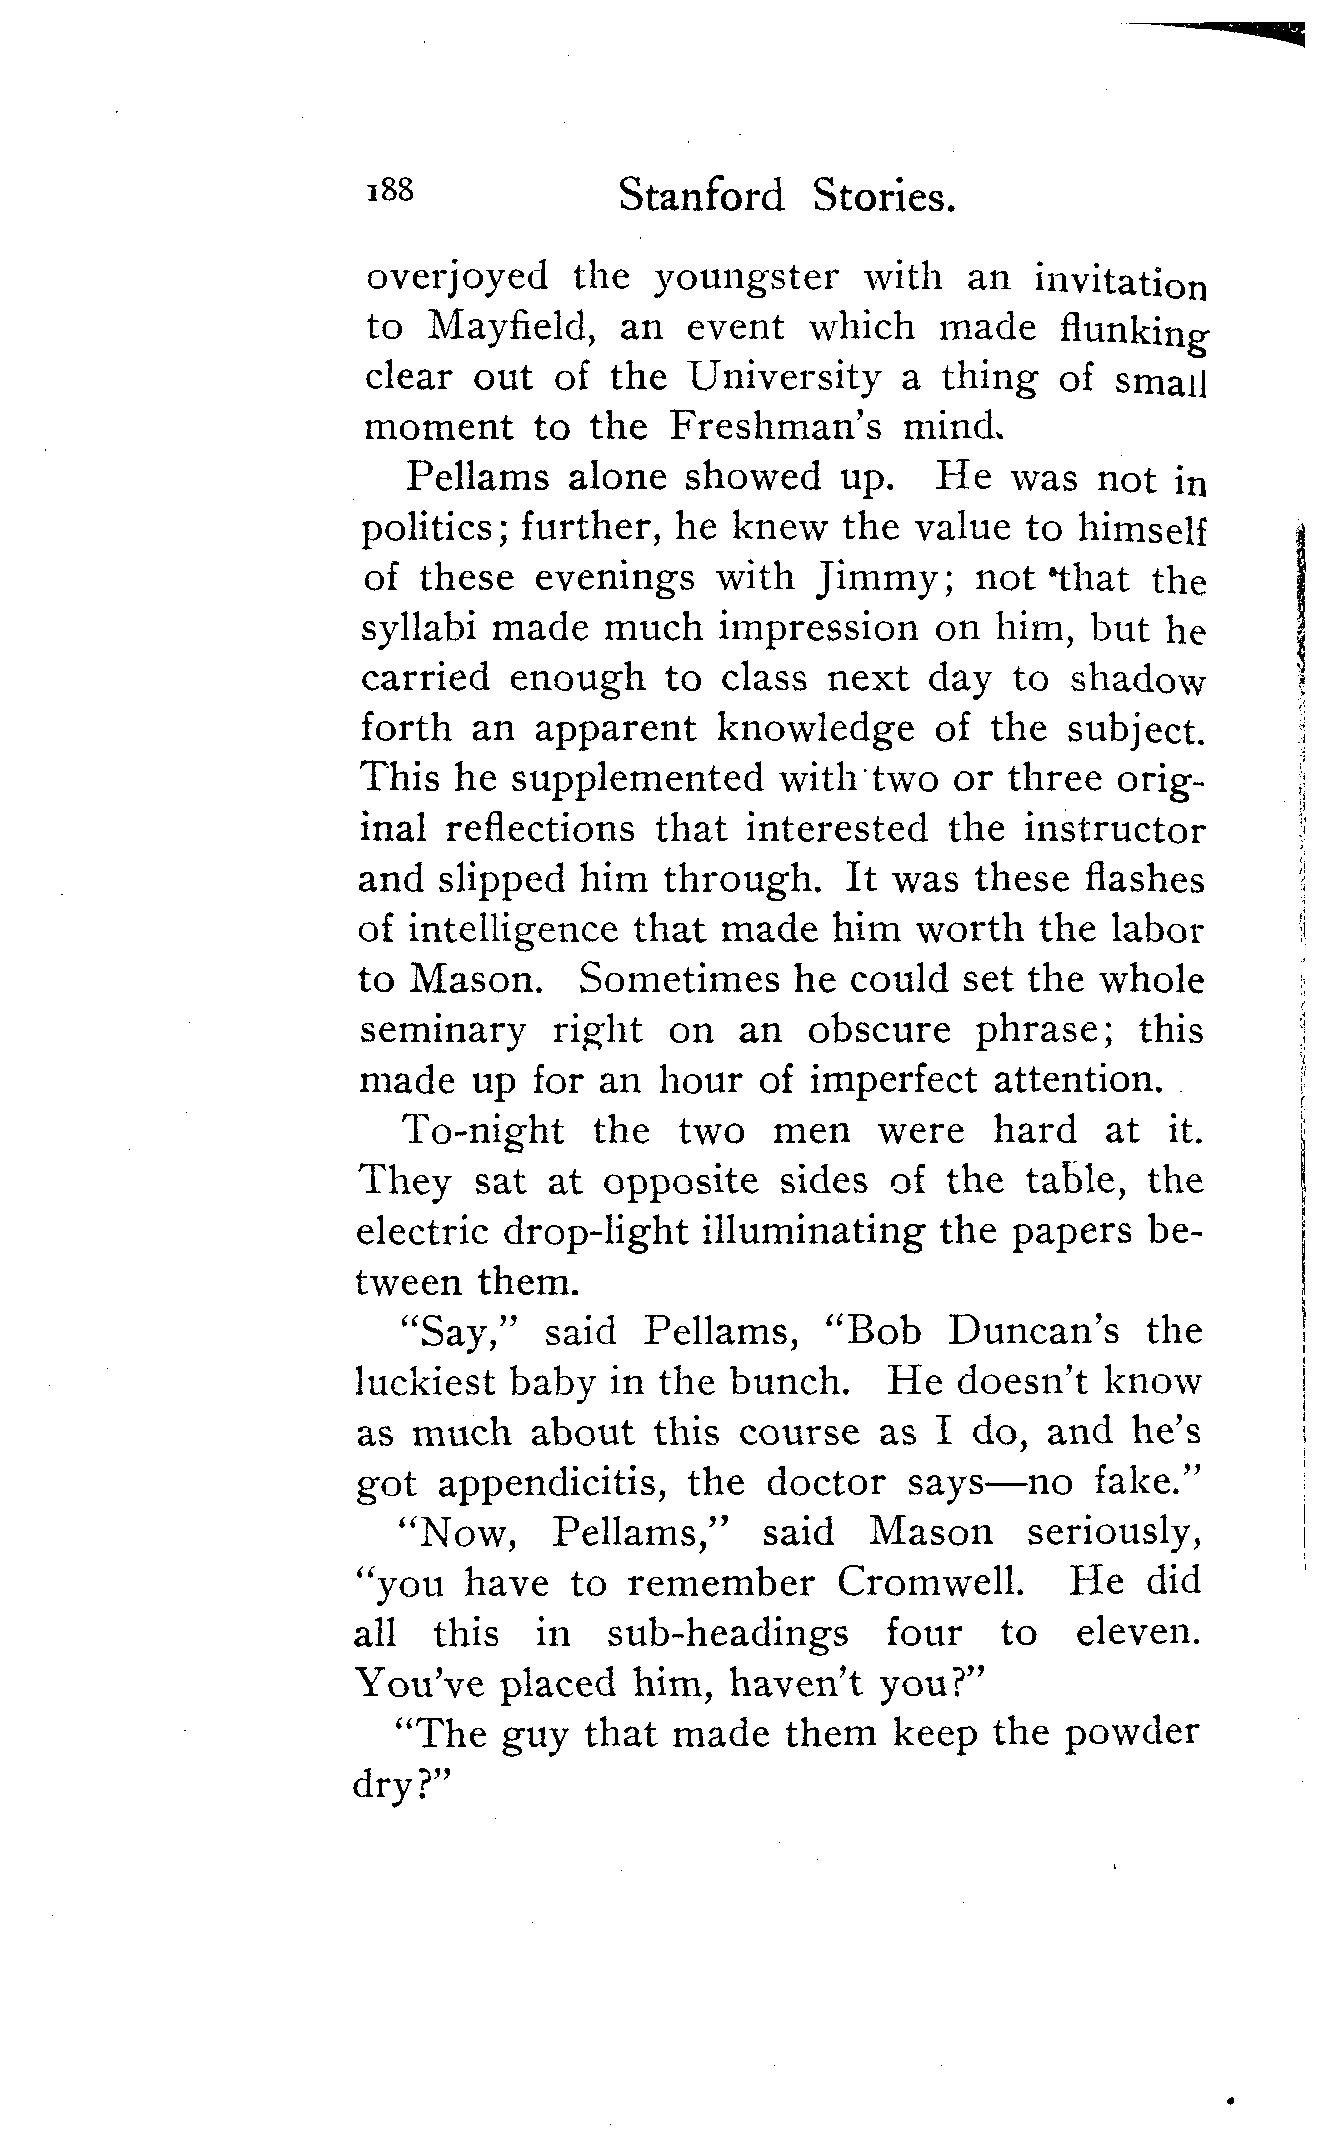 188 Stanford Stories.
overjoyed the youngster with an invitation
to Mayfield, an event which made flunking
clear out of the University a thing of small
moment to the Freshman's mind.
Pellams alone showed up. He was not in
politics; further, he knew the value to himself
of these evenings with Jimmy; not that the
syllabi made much impression on him, but he
carried enough to class next day to shadow
forth an apparent knowledge of the subject.
This he supplemented with two or three orig-
inal reflections that interested the instructor
and slipped him through. It was these flashes
of intelligence that made him worth the labor
to Mason. Sometimes he could set the whole
seminary right on an obscure phrase; this
made up for an hour of imperfect attention.
To-night the two men were hard at it.
They sat at opposite sides of the table, the
electric drop-light illuminating the papers be-
tween them.
"Say," said Pellams, "Bob Duncan's the
luckiest baby in the bunch. He doesn't know
as much about this course as I do, and he's
got appendicitis, the doctor says—no fake."
"Now, Pellams," said Mason seriously,
"you have to remember Cromwell. He did
all this in sub-headings four to eleven.
You've placed him, haven't you?"
"The guy that made them keep the powder
dry?"